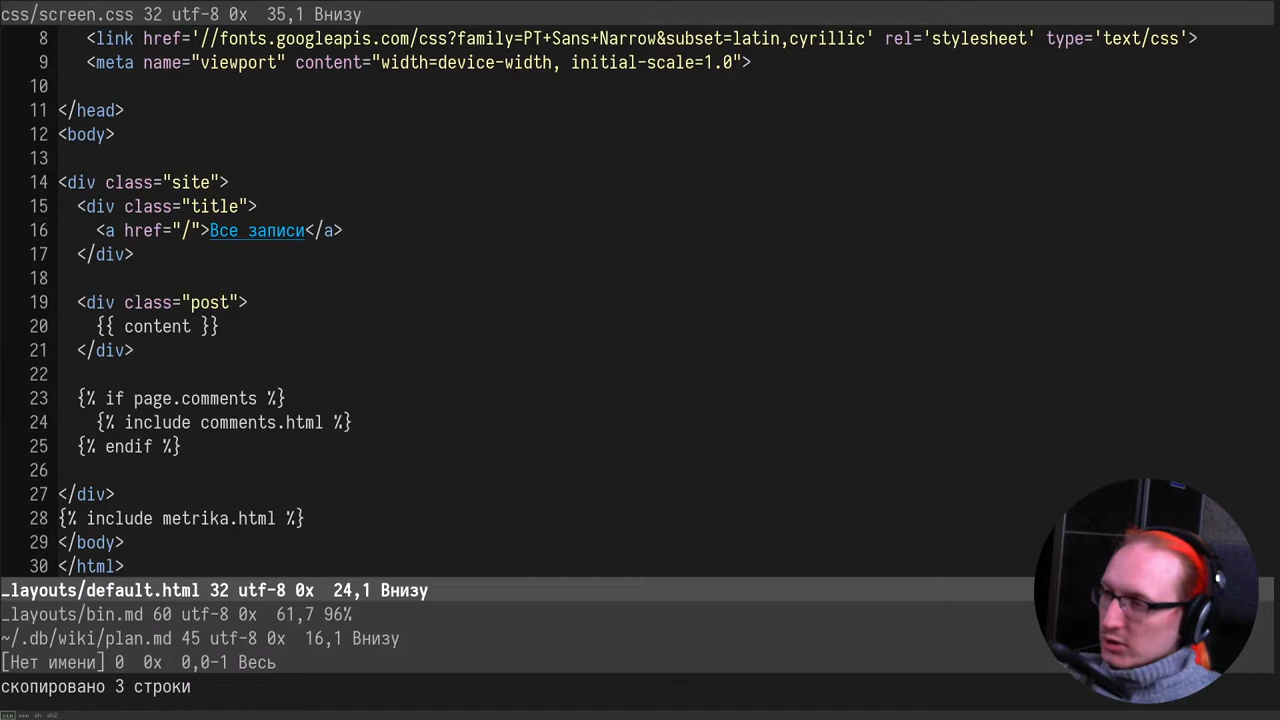 css/screen.css 32 utf-8 0x 35,1 Внизу
8 <link href='//fonts.googleapis.com/css?family=PT+Sans+Narrow&subset=latin,cyrillic' rel='stylesheet' type='text/css'>
9 <meta name="viewport" content="width=device-width, initial-scale=1.0">
10
11 </head>
12 <body>
13
14 <div class="site">
15 <div class="title">
16 <a href="/">Все записи</a>
17 </div>
18
19 <div class="post">
20 {{ content }}
21 </div>
22
23 {% if page.comments %}
24 {% include comments.html %}
25 {% endif %}
26
27 </div>
28 {% include metrika.html %}
29 </body>
30 </html>
_layouts/default.html 32 utf-8 0x 24,1 Внизу
_layouts/bin.md 60 utf-8 0x 61,7 96%
~/.db/wiki/plan.md 45 utf-8 0x 16,1 Внизу
[Нет имени] 0 0x 0,0-1 Весь
скопировано 3 строки